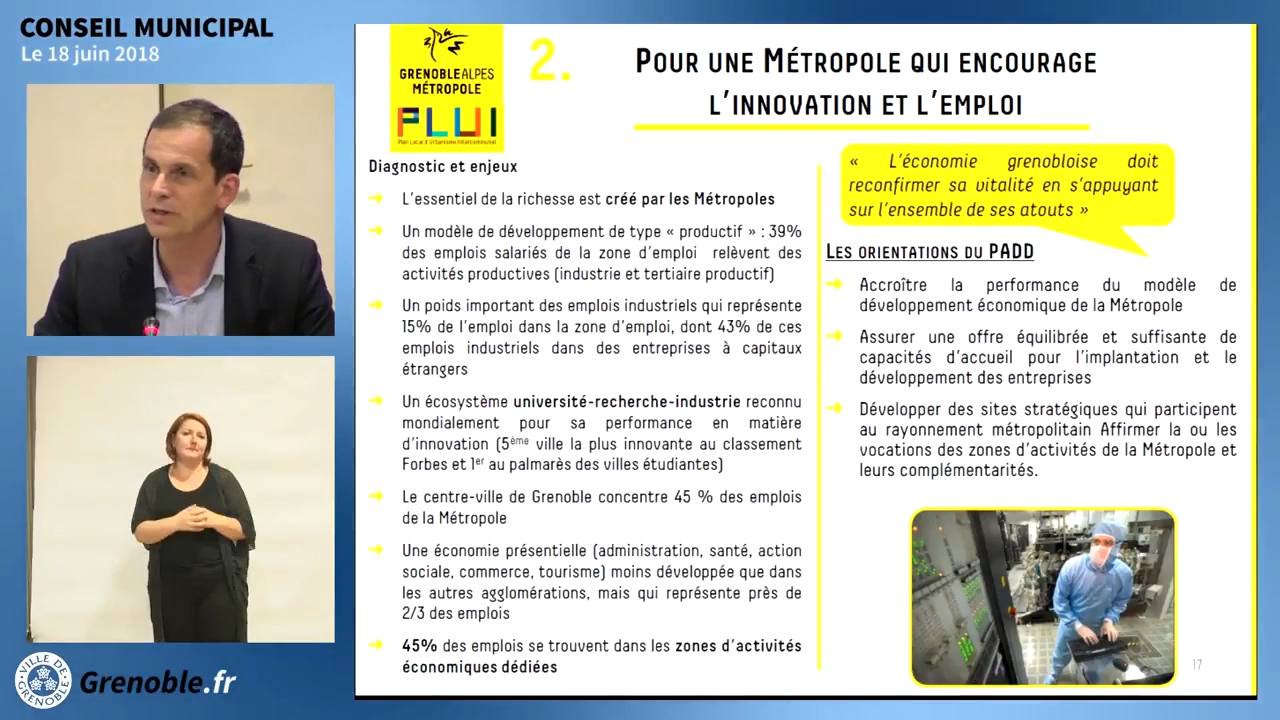 CONSEIL MUNICIPAL
Le 18 juin 2018
GRENOBLEALPES
MÉTROPOLE
PLUI
Plan Local d'Urbanisme Intercommunal
2.
POUR UNE MÉTROPOLE QUI ENCOURAGE
L'INNOVATION ET L'EMPLOI
Diagnostic et enjeux
➔ L'essentiel de la richesse est créé par les Métropoles
➔ Un modèle de développement de type « productif » : 39%
des emplois salariés de la zone d'emploi relèvent des
activités productives (industrie et tertiaire productif)
➔ Un poids important des emplois industriels qui représente
15% de l'emploi dans la zone d'emploi, dont 43% de ces
emplois industriels dans des entreprises à capitaux
étrangers
➔ Un écosystème université-recherche-industrie reconnu
mondialement pour sa performance en matière
d'innovation (5ème ville la plus innovante au classement
Forbes et 1er au palmarès des villes étudiantes)
➔ Le centre-ville de Grenoble concentre 45 % des emplois
de la Métropole
➔ Une économie présentielle (administration, santé, action
sociale, commerce, tourisme) moins développée que dans
les autres agglomérations, mais qui représente près de
2/3 des emplois
➔ 45% des emplois se trouvent dans les zones d'activités
économiques dédiées
« L'économie grenobloise doit
reconfirmer sa vitalité en s'appuyant
sur l'ensemble de ses atouts »
LES ORIENTATIONS DU PADD
➔ Accroître la performance du modèle de
développement économique de la Métropole
➔ Assurer une offre équilibrée et suffisante de
capacités d'accueil pour l'implantation et le
développement des entreprises
➔ Développer des sites stratégiques qui participent
au rayonnement métropolitain Affirmer la ou les
vocations des zones d'activités de la Métropole et
leurs complémentarités.
17
VILLE DE
GRENOBLE
Grenoble.fr